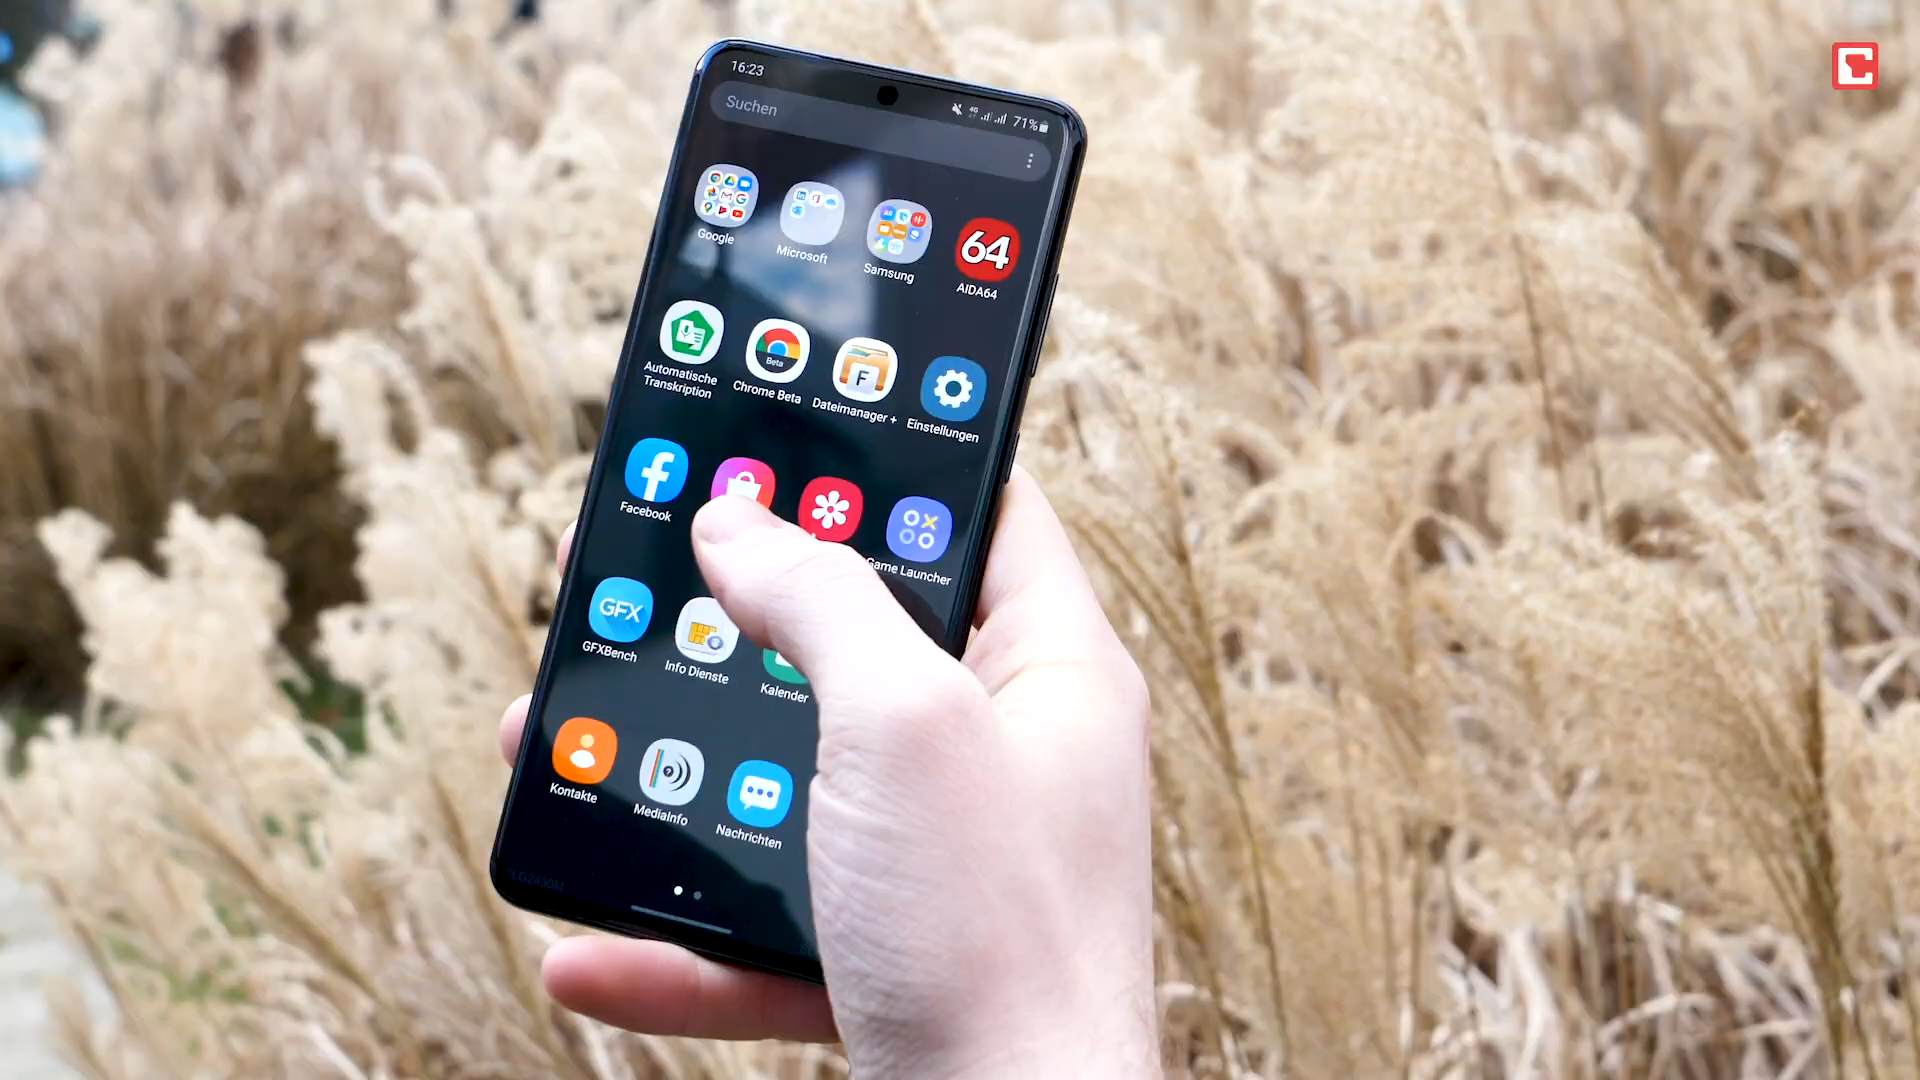 16:23
4G
71%
Suchen
Google
Microsoft
Samsung
64
AIDA64
Automatische
Transkription
Beta
Chrome Beta
F
Dateimanager +
Einstellungen
Facebook
Game Launcher
GFX
GFXBench
Info Dienste
Kalender
Kontakte
MediaInfo
Nachrichten